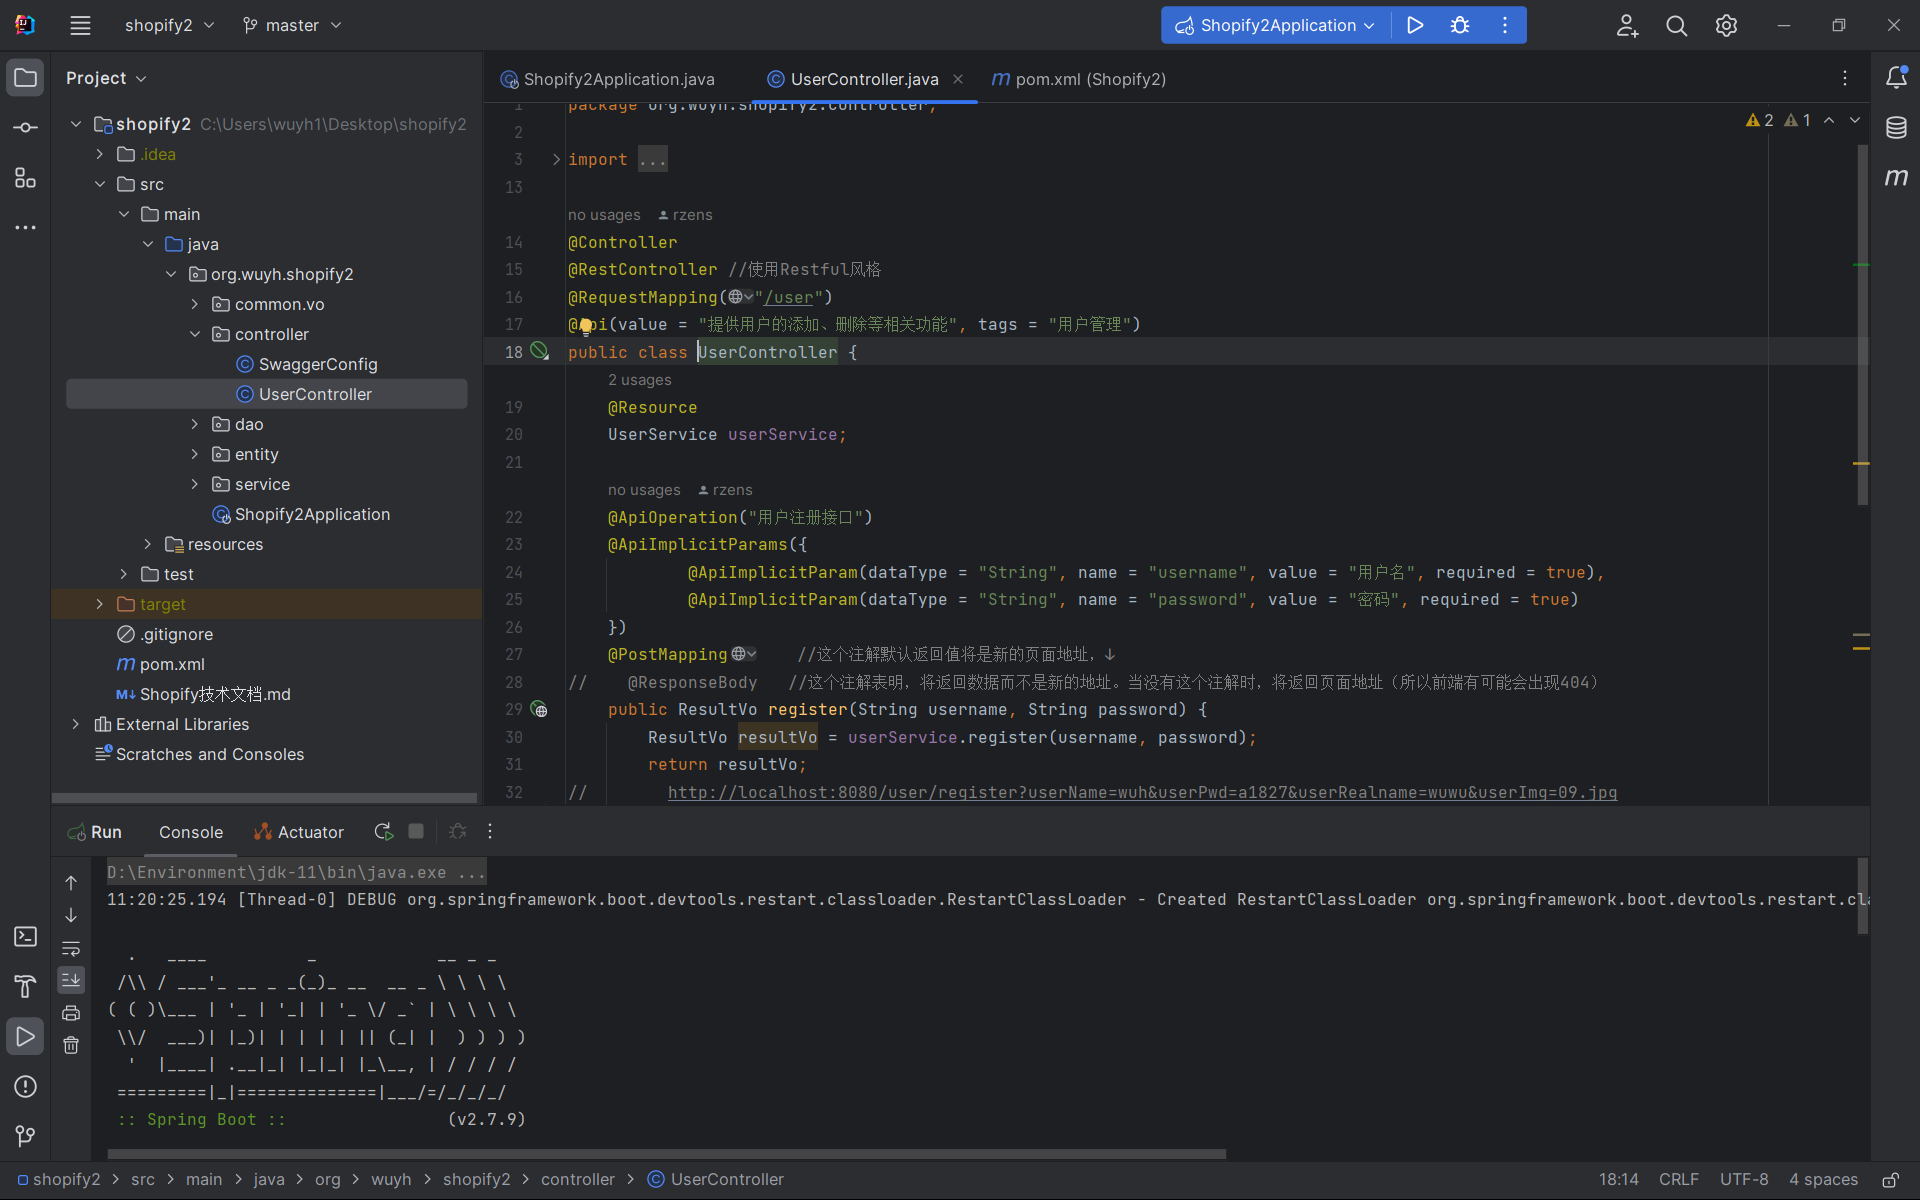 shopify2
master
Shopify2Application
Project
Shopify2Application.java
UserController.java
pom.xml (Shopify2)
shopify2 C:\Users\wuyh1\Desktop\shopify2
.idea
src
main
java
org.wuyh.shopify2
common.vo
controller
SwaggerConfig
UserController
dao
entity
service
Shopify2Application
resources
test
target
.gitignore
pom.xml
Shopify技术文档.md
External Libraries
Scratches and Consoles
2 1
1 package org.wuyh.shopify2.controller;
2
3 import ...
13
no usages rzens
14 @Controller
15 @RestController //使用Restful风格
16 @RequestMapping("/user")
17 @Api(value = "提供用户的添加、删除等相关功能", tags = "用户管理")
18 public class UserController {
2 usages
19 @Resource
20 UserService userService;
21
no usages rzens
22 @ApiOperation("用户注册接口")
23 @ApiImplicitParams({
24 @ApiImplicitParam(dataType = "String", name = "username", value = "用户名", required = true),
25 @ApiImplicitParam(dataType = "String", name = "password", value = "密码", required = true)
26 })
27 @PostMapping //这个注解默认返回值将是新的页面地址，↓
28 // @ResponseBody //这个注解表明，将返回数据而不是新的地址。当没有这个注解时，将返回页面地址（所以前端有可能会出现404）
29 public ResultVo register(String username, String password) {
30 ResultVo resultVo = userService.register(username, password);
31 return resultVo;
32 // http://localhost:8080/user/register?userName=wuh&userPwd=a1827&userRealname=wuwu&userImg=09.jpg
Run Console Actuator
D:\Environment\jdk-11\bin\java.exe ...
11:20:25.194 [Thread-0] DEBUG org.springframework.boot.devtools.restart.classloader.RestartClassLoader - Created RestartClassLoader org.springframework.boot.devtools.restart.cla
  .   ____          _            __ _ _
 /\\ / ___'_ __ _ _(_)_ __  __ _ \ \ \ \
( ( )\___ | '_ | '_| | '_ \/ _` | \ \ \ \
 \\/  ___)| |_)| | | | | || (_| |  ) ) ) )
  '  |____| .__|_| |_|_| |_\__, | / / / /
 =========|_|==============|___/=/_/_/_/
:: Spring Boot :: (v2.7.9)
shopify2 > src > main > java > org > wuyh > shopify2 > controller > UserController
18:14 CRLF UTF-8 4 spaces